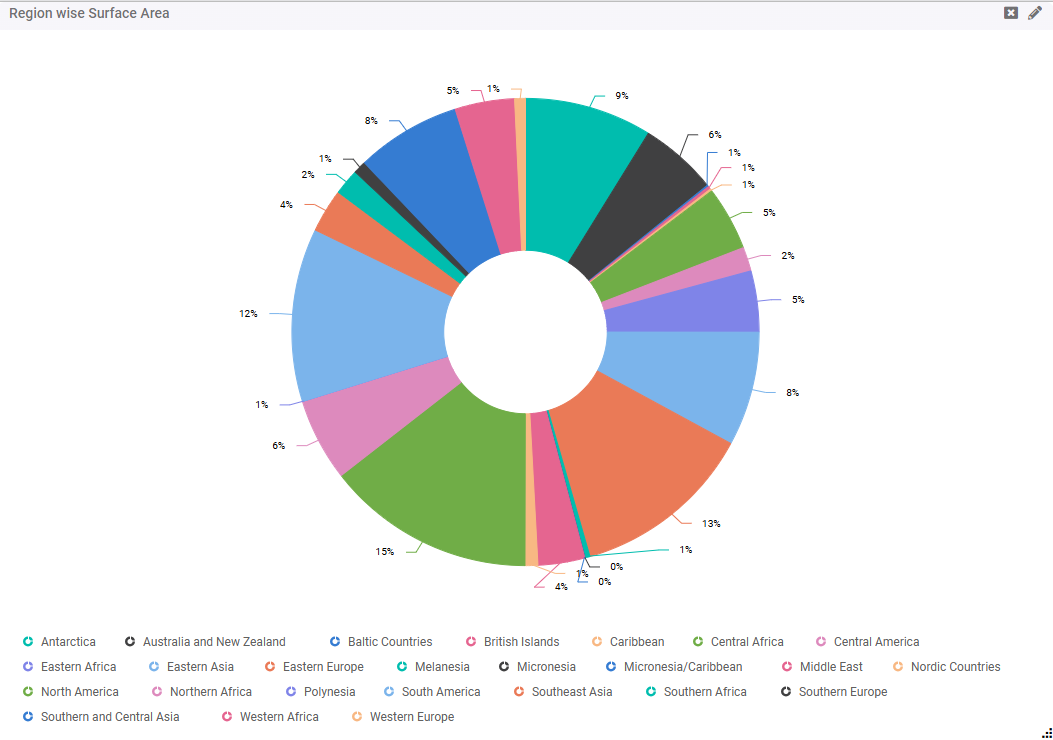 Region wise Surface Area
5% 1% 9%
8% 6%
1% 1%
2% 1%
4% 1%
5%
2%
12% 5%
1% 8%
6%
15% 13%
1%
1% 0%
4% 0%
Antarctica Australia and New Zealand Baltic Countries British Islands Caribbean Central Africa Central America
Eastern Africa Eastern Asia Eastern Europe Melanesia Micronesia Micronesia/Caribbean Middle East Nordic Countries
North America Northern Africa Polynesia South America Southeast Asia Southern Africa Southern Europe
Southern and Central Asia Western Africa Western Europe